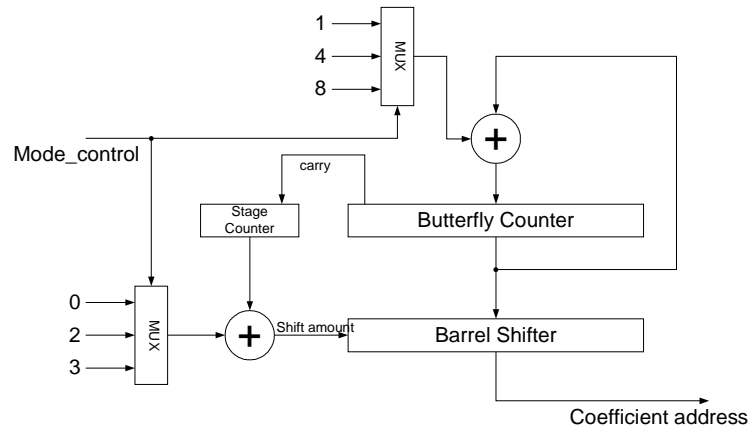 1
4
8
MUX
+
Mode_control
carry
Stage
Counter
Butterfly Counter
0
2
3
MUX
+
Shift amount
Barrel Shifter
Coefficient address